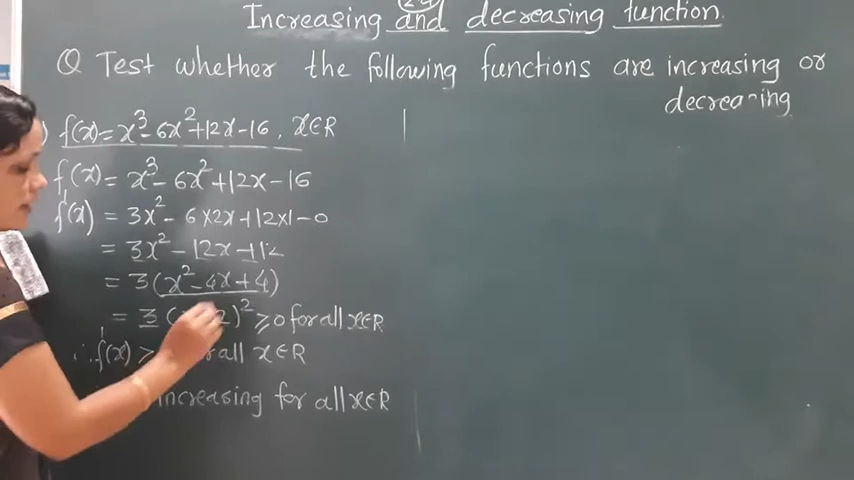 Increasing and decreasing function
Q Test whether the following functions are increasing or
decreasing
) f(x)= x³-6x²+12x-16, x∈R
f(x)= x³-6x²+12x-16
f'(x) = 3x²-6×2x+12×1-0
= 3x²-12x+12
= 3(x²-4x+4)
= 3( 2)² ≥0 for all x∈R
∴ f'(x) > all x∈R
increasing for all x∈R